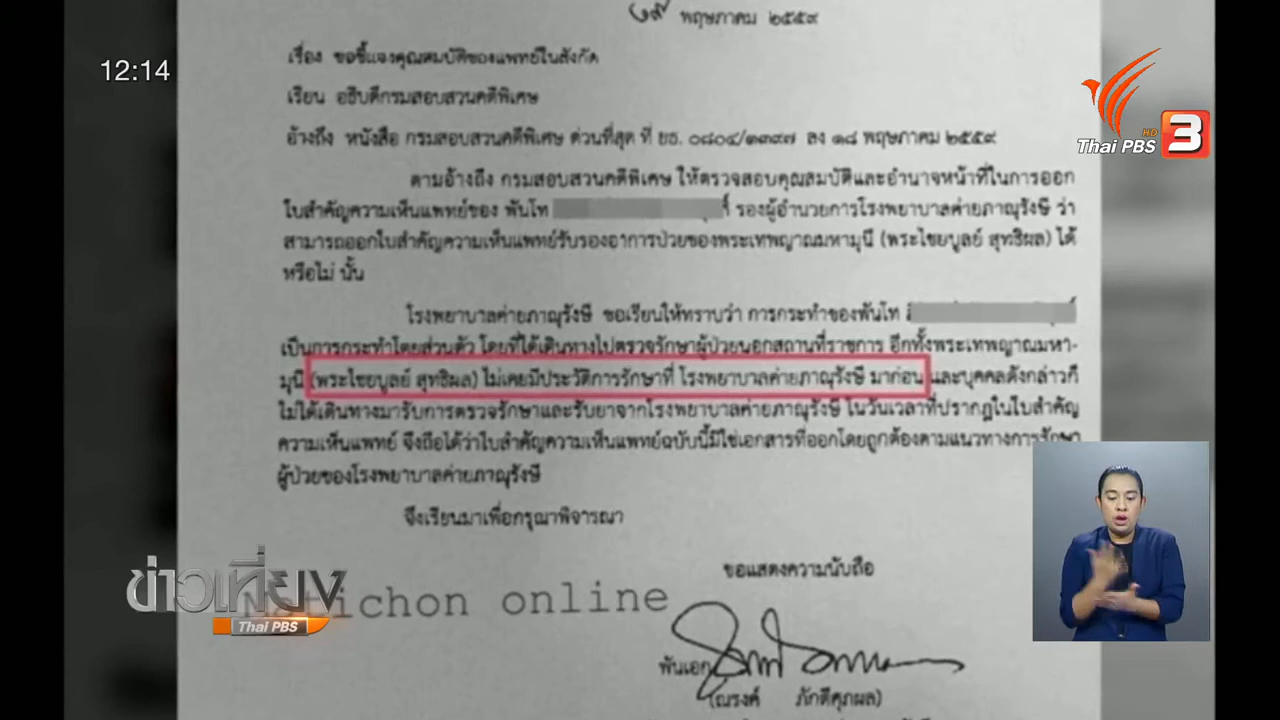 ๑๙ พฤษภาคม ๒๕๕๙
12:14
เรื่อง ขอชี้แจงคุณสมบัติของแพทย์ในสังกัด
เรียน อธิบดีกรมสอบสวนคดีพิเศษ
อ้างถึง หนังสือ กรมสอบสวนคดีพิเศษ ด่วนที่สุด ที่ ยธ. ๐๘๐๔/๑๓๙๗ ลง ๑๘ พฤษภาคม ๒๕๕๙
HD
Thai PBS 3
ตามอ้างถึง กรมสอบสวนคดีพิเศษ ให้ตรวจสอบคุณสมบัติและอำนาจหน้าที่ในการออก
ใบสำคัญความเห็นแพทย์ของ พันโท รองผู้อำนวยการโรงพยาบาลค่ายภาณุรังษี ว่า
สามารถออกใบสำคัญความเห็นแพทย์รับรองอาการป่วยของพระเทพญาณมหามุนี (พระไชยบูลย์ สุทธิผล) ได้
หรือไม่ นั้น
โรงพยาบาลค่ายภาณุรังษี ขอเรียนให้ทราบว่า การกระทำของพันโท
เป็นการกระทำโดยส่วนตัว โดยที่ได้เดินทางไปตรวจรักษาผู้ป่วยนอกสถานที่ราชการ อีกทั้งพระเทพญาณมหา-
มุนี (พระไชยบูลย์ สุทธิผล) ไม่เคยมีประวัติการรักษาที่ โรงพยาบาลค่ายภาณุรังษี มาก่อน และบุคคลดังกล่าวก็
ไม่ได้เดินทางมารับการตรวจรักษาและรับยาจากโรงพยาบาลค่ายภาณุรังษี ในวันเวลาที่ปรากฏในใบสำคัญ
ความเห็นแพทย์ จึงถือได้ว่าใบสำคัญความเห็นแพทย์ฉบับนี้มิใช่เอกสารที่ออกโดยถูกต้องตามแนวทางการรักษา
ผู้ป่วยของโรงพยาบาลค่ายภาณุรังษี
จึงเรียนมาเพื่อกรุณาพิจารณา
ขอแสดงความนับถือ
ข่าวเที่ยง
Thai PBS
Matichon online
พันเอก
(ณรงค์ ภักดีศุภผล)